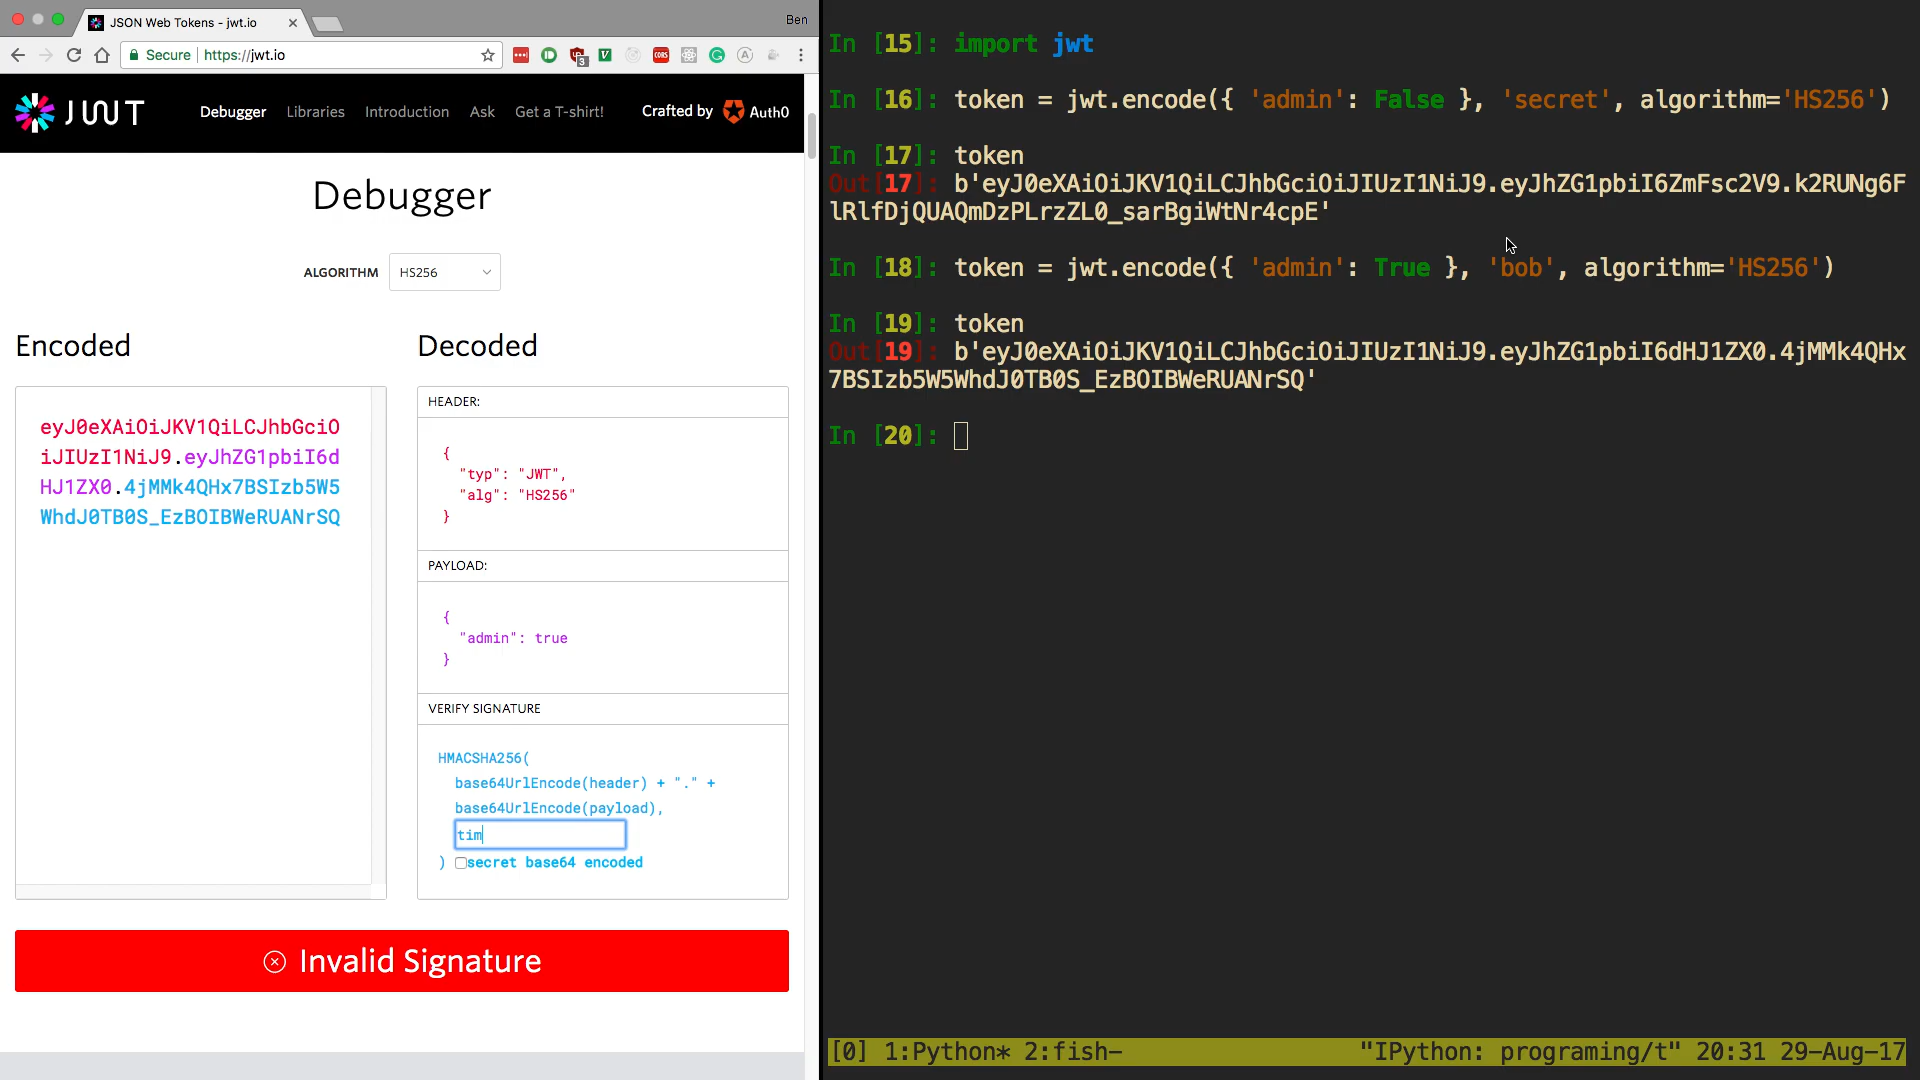 JSON Web Tokens - jwt.io
Ben
Secure | https://jwt.io
3
CORS
JWT Debugger Libraries Introduction Ask Get a T-shirt! Crafted by Auth0
Debugger
ALGORITHM HS256
Encoded
eyJ0eXAiOiJKV1QiLCJhbGciO
iJIUzI1NiJ9.eyJhZG1pbiI6d
HJ1ZX0.4jMMk4QHx7BSIzb5W5
WhdJ0TB0S_EzBOIBWeRUANrSQ
Decoded
HEADER:
{
"typ": "JWT",
"alg": "HS256"
}
PAYLOAD:
{
"admin": true
}
VERIFY SIGNATURE
HMACSHA256(
base64UrlEncode(header) + "." +
base64UrlEncode(payload),
tim
) secret base64 encoded
Invalid Signature
In [15]: import jwt
In [16]: token = jwt.encode({ 'admin': False }, 'secret', algorithm='HS256')
In [17]: token
Out[17]: b'eyJ0eXAiOiJKV1QiLCJhbGciOiJIUzI1NiJ9.eyJhZG1pbiI6ZmFsc2V9.k2RUNg6F
lRlfDjQUAQmDzPLrzZL0_sarBgiWtNr4cpE'
In [18]: token = jwt.encode({ 'admin': True }, 'bob', algorithm='HS256')
In [19]: token
Out[19]: b'eyJ0eXAiOiJKV1QiLCJhbGciOiJIUzI1NiJ9.eyJhZG1pbiI6dHJ1ZX0.4jMMk4QHx
7BSIzb5W5WhdJ0TB0S_EzBOIBWeRUANrSQ'
In [20]:
[0] 1:Python* 2:fish- "IPython: programing/t" 20:31 29-Aug-17